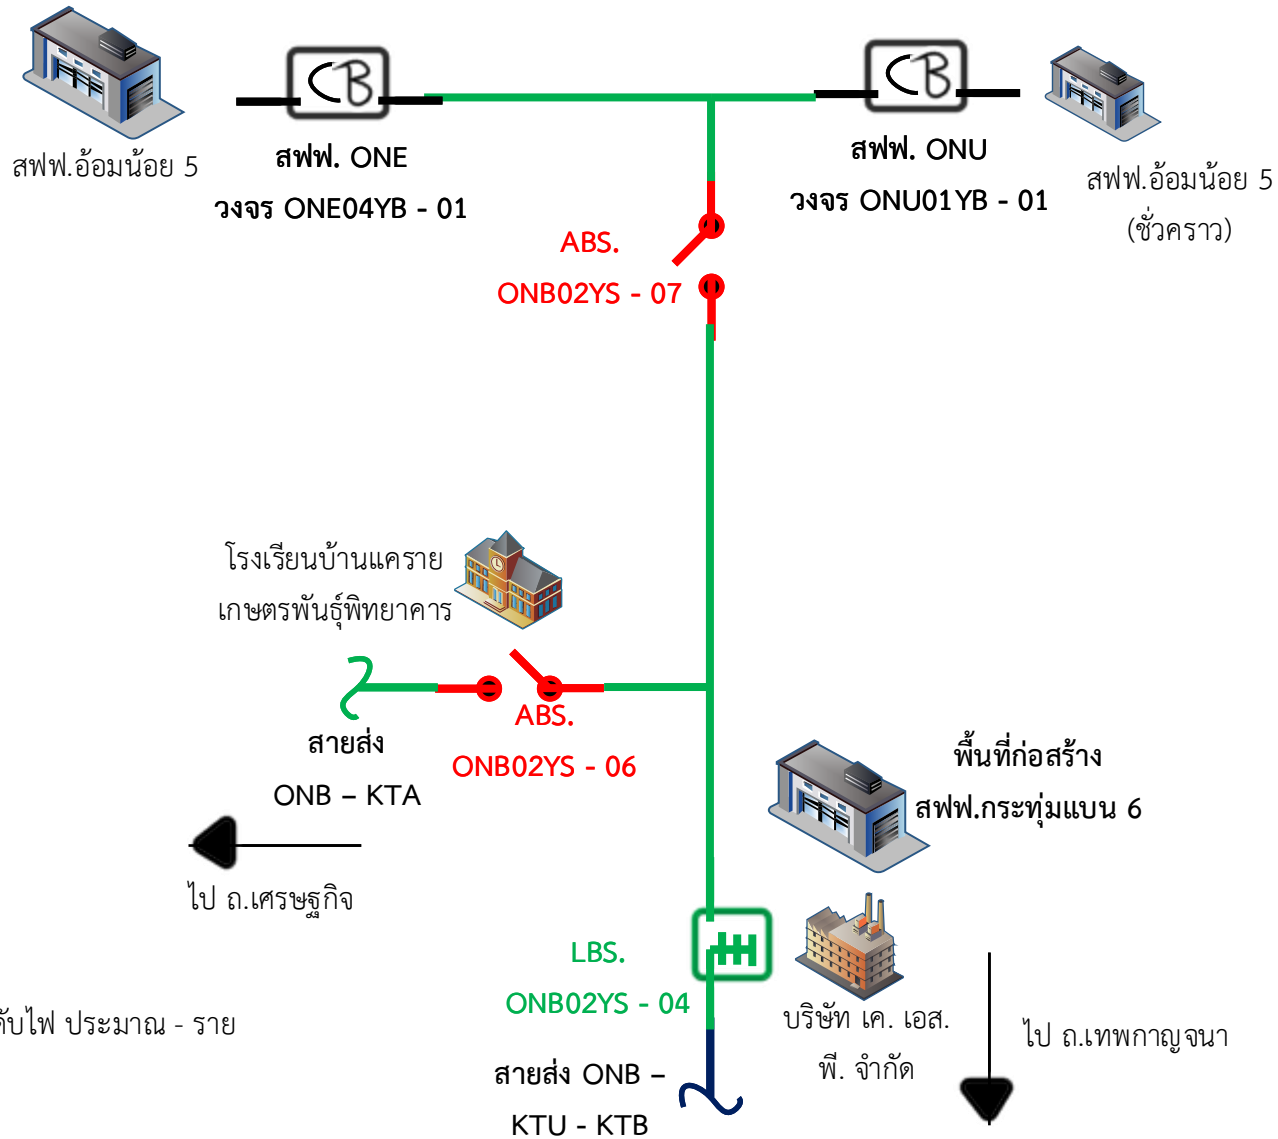 CB
CB
สฟฟ.อ้อมน้อย 5
สฟฟ. ONE
วงจร ONE04YB - 01
สฟฟ. ONU
วงจร ONU01YB - 01
สฟฟ.อ้อมน้อย 5
(ชั่วคราว)
ABS.
ONB02YS - 07
โรงเรียนบ้านแคราย
เกษตรพันธุ์พิทยาคาร
ABS.
ONB02YS - 06
สายส่ง
ONB – KTA
ไป ถ.เศรษฐกิจ
พื้นที่ก่อสร้าง
สฟฟ.กระทุ่มแบน 6
LBS.
ONB02YS - 04
บริษัท เค. เอส.
พี. จำกัด
ไป ถ.เทพกาญจนา
ดับไฟ ประมาณ - ราย
สายส่ง ONB –
KTU - KTB